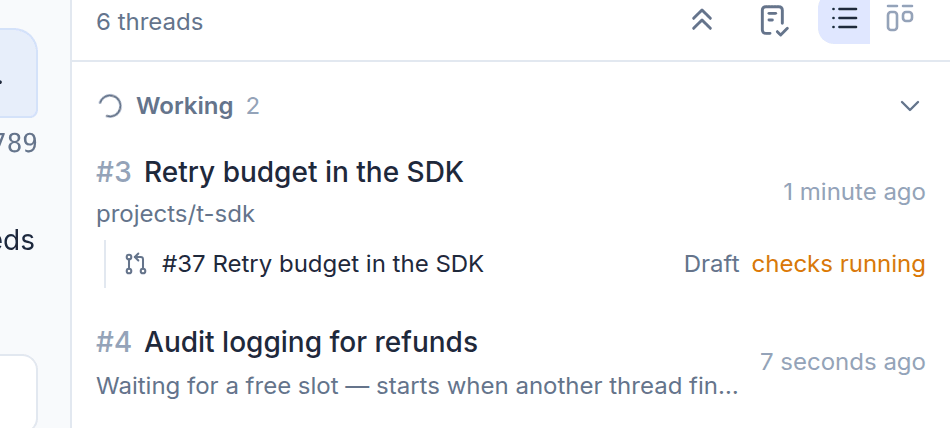 6 threads
789
eds
Working 2
#3 Retry budget in the SDK
1 minute ago
projects/t-sdk
#37 Retry budget in the SDK Draft checks running
#4 Audit logging for refunds
7 seconds ago
Waiting for a free slot — starts when another thread fin...